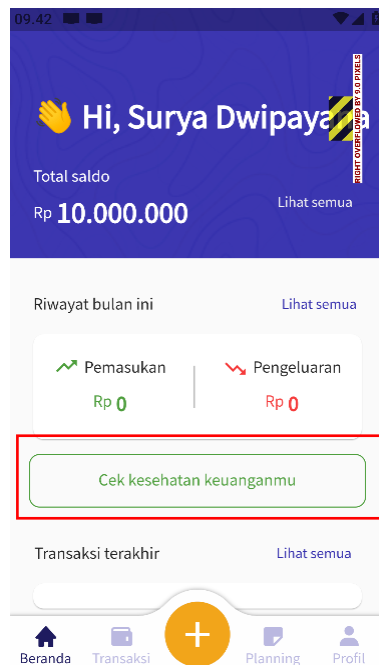 09.42
RIGHT OVERFLOWED BY 9.0 PIXELS
Hi, Surya Dwipayana
Total saldo
Rp 10.000.000
Lihat semua
Riwayat bulan ini
Lihat semua
Pemasukan
Pengeluaran
Rp 0
Rp 0
Cek kesehatan keuanganmu
Transaksi terakhir
Lihat semua
Beranda
Transaksi
Planning
Profil